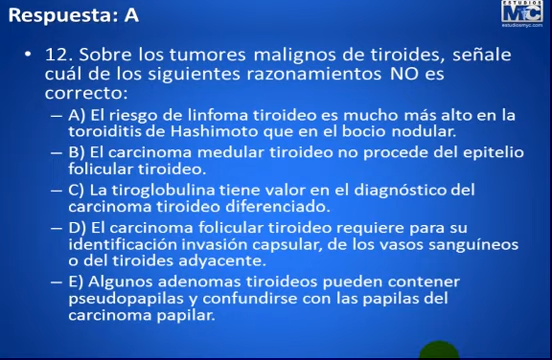 Respuesta: A
ESTUDIOS
MyC
estudiosmyc.com
• 12. Sobre los tumores malignos de tiroides, señale
cuál de los siguientes razonamientos NO es
correcto:
– A) El riesgo de linfoma tiroideo es mucho más alto en la
toroiditis de Hashimoto que en el bocio nodular.
– B) El carcinoma medular tiroideo no procede del epitelio
folicular tiroideo.
– C) La tiroglobulina tiene valor en el diagnóstico del
carcinoma tiroideo diferenciado.
– D) El carcinoma folicular tiroideo requiere para su
identificación invasión capsular, de los vasos sanguíneos
o del tiroides adyacente.
– E) Algunos adenomas tiroideos pueden contener
pseudopapilas y confundirse con las papilas del
carcinoma papilar.